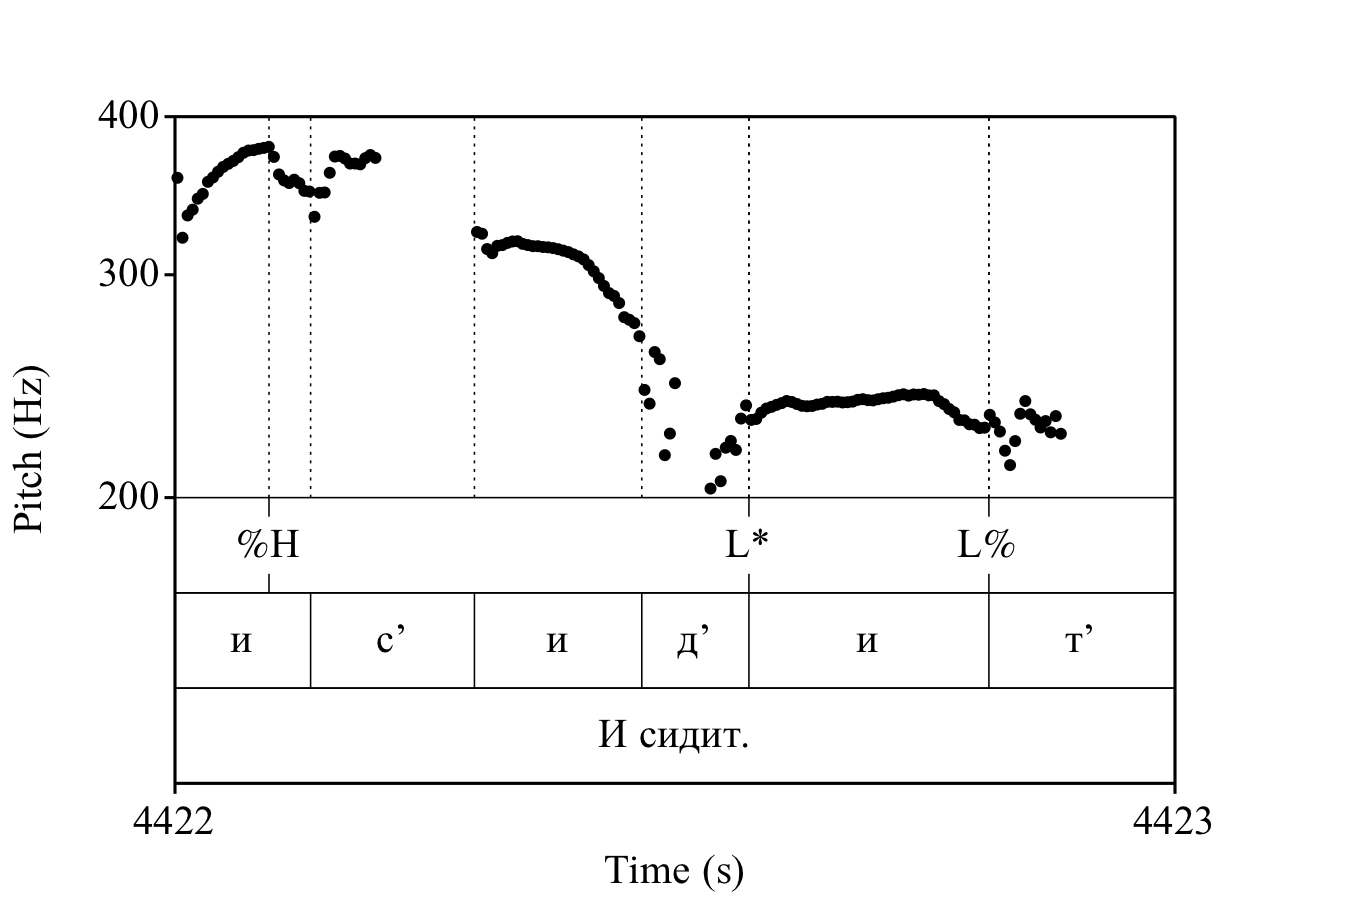 400
300
200
Pitch (Hz)
%H L* L%
и с’ и д’ и т’
И сидит.
4422 4423
Time (s)